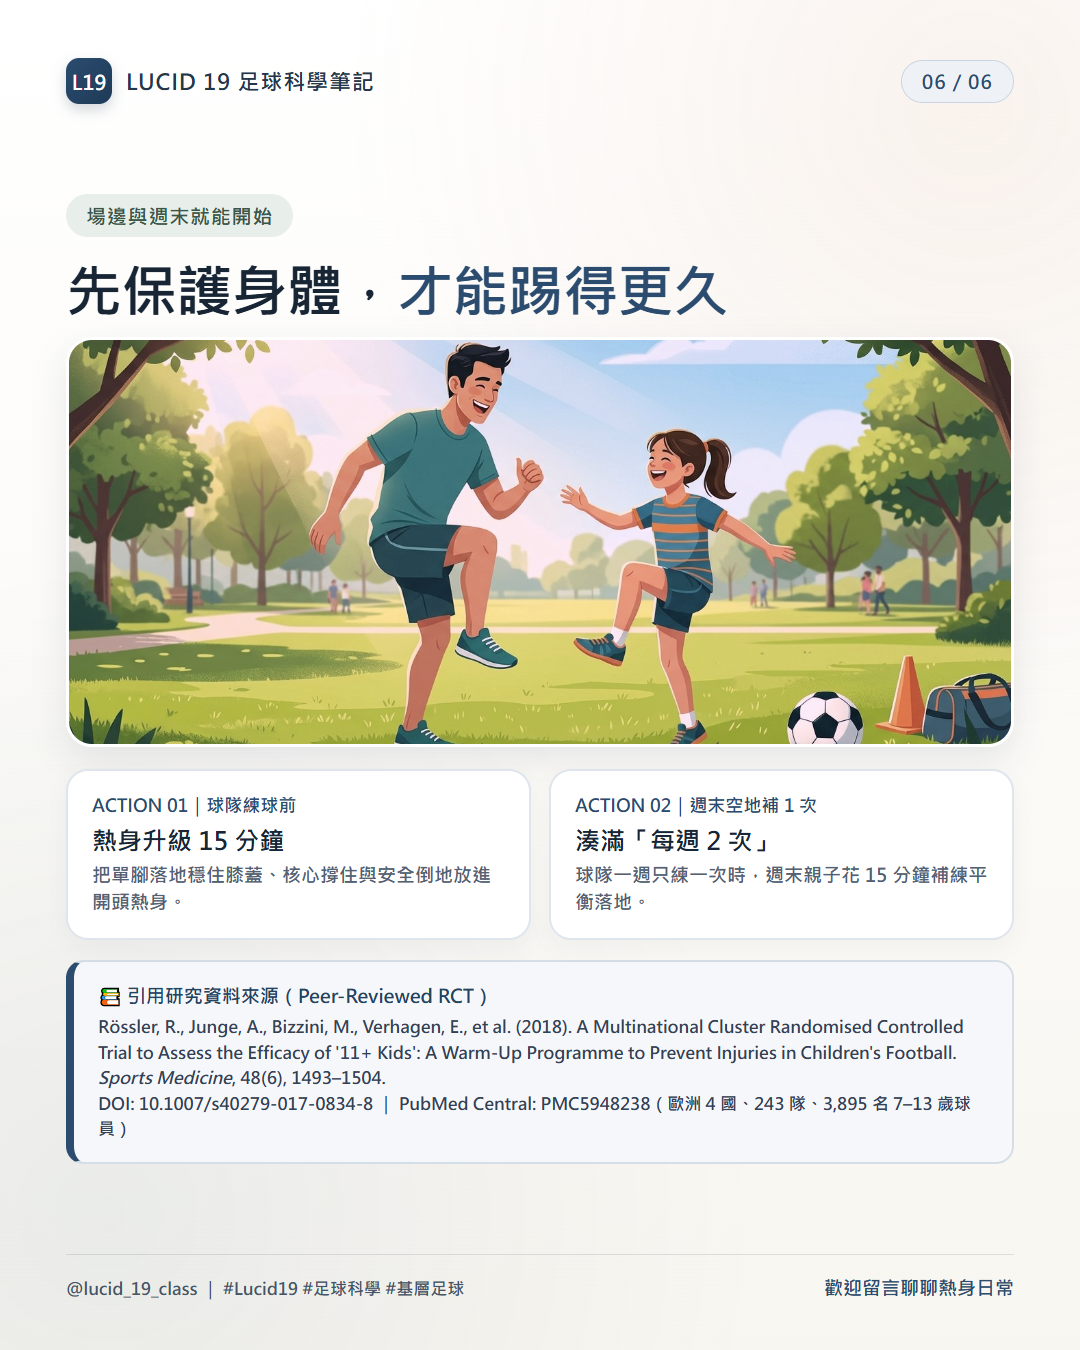 L19 LUCID 19 足球科學筆記
06 / 06
場邊與週末就能開始
先保護身體，才能踢得更久
ACTION 01｜球隊練球前
熱身升級 15 分鐘
把單腳落地穩住膝蓋、核心撐住與安全倒地放進
開頭熱身。
ACTION 02｜週末空地補 1 次
湊滿「每週 2 次」
球隊一週只練一次時，週末親子花 15 分鐘補練平
衡落地。
📚 引用研究資料來源（Peer-Reviewed RCT）
Rössler, R., Junge, A., Bizzini, M., Verhagen, E., et al. (2018). A Multinational Cluster Randomised Controlled
Trial to Assess the Efficacy of '11+ Kids': A Warm-Up Programme to Prevent Injuries in Children's Football.
Sports Medicine, 48(6), 1493–1504.
DOI: 10.1007/s40279-017-0834-8 ｜ PubMed Central: PMC5948238（歐洲 4 國、243 隊、3,895 名 7–13 歲球
員）
@lucid_19_class ｜ #Lucid19 #足球科學 #基層足球
歡迎留言聊聊熱身日常